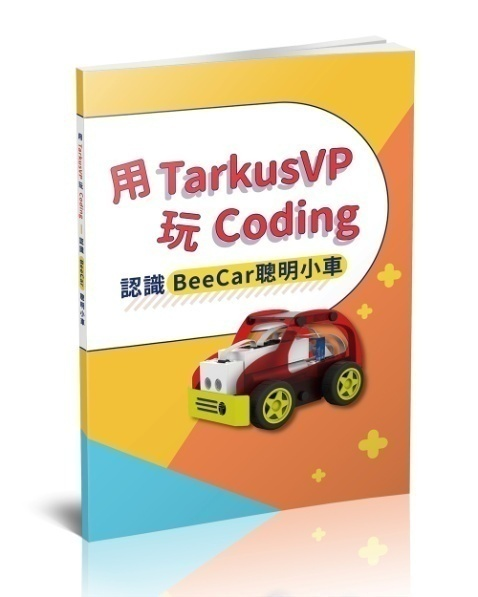 用 TarkusVP
玩 Coding
認識 BeeCar聰明小車
用 TarkusVP 玩 Coding — 認識 BeeCar 聰明小車